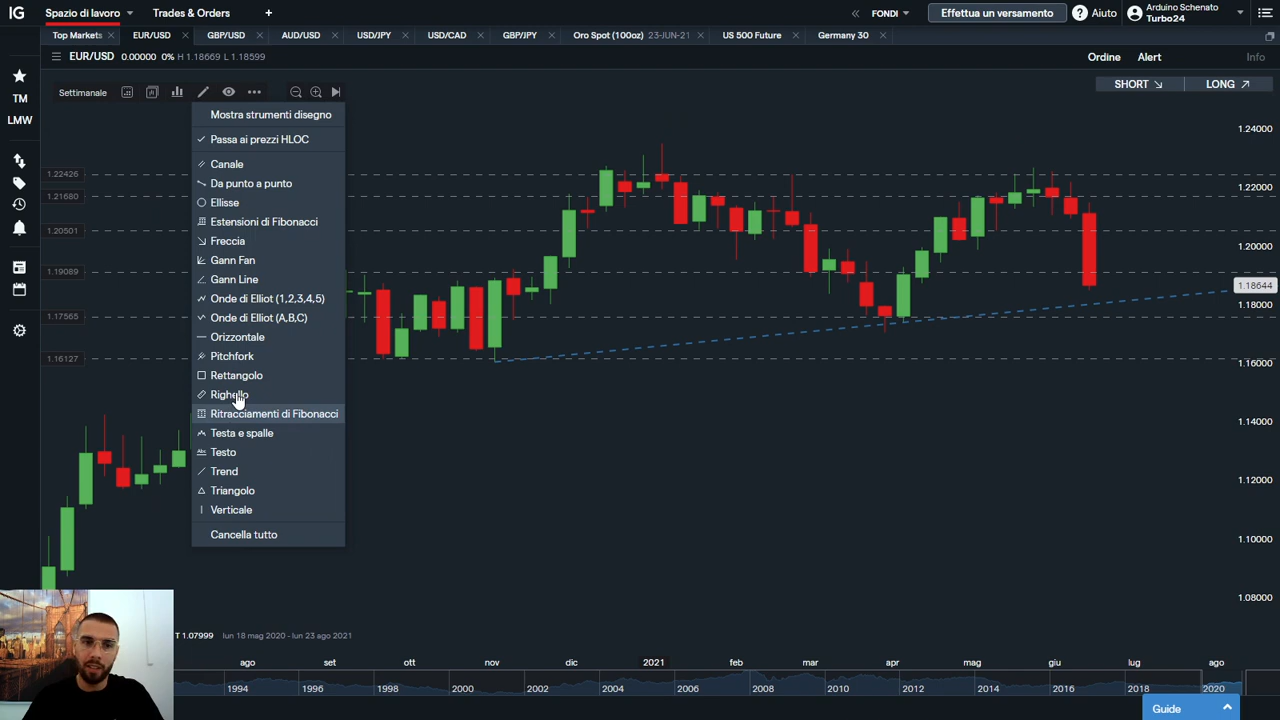 IG Spazio di lavoro Trades & Orders + FONDI Effettua un versamento Aiuto Arduino Schenato
Turbo24
Top Markets EUR/USD GBP/USD AUD/USD USD/JPY USD/CAD GBP/JPY Oro Spot (100oz) 23-JUN-21 US 500 Future Germany 30
EUR/USD 0.00000 0% H 1.18669 L 1.18599 Ordine Alert Info
Settimanale SHORT LONG
TM
LMW
Mostra strumenti disegno
Passa ai prezzi HLOC
Canale
Da punto a punto
Ellisse
Estensioni di Fibonacci
Freccia
Gann Fan
Gann Line
Onde di Elliot (1,2,3,4,5)
Onde di Elliot (A,B,C)
Orizzontale
Pitchfork
Rettangolo
Righello
Ritracciamenti di Fibonacci
Testa e spalle
Testo
Trend
Triangolo
Verticale
Cancella tutto
1.22426
1.21680
1.20501
1.19089
1.17565
1.16127
1.24000
1.22000
1.20000
1.18644
1.18000
1.16000
1.14000
1.12000
1.10000
1.08000
T 1.07999 lun 18 mag 2020 - lun 23 ago 2021
ago set ott nov dic 2021 feb mar apr mag giu lug ago
1994 1996 1998 2000 2002 2004 2006 2008 2010 2012 2014 2016 2018 2020
Guide